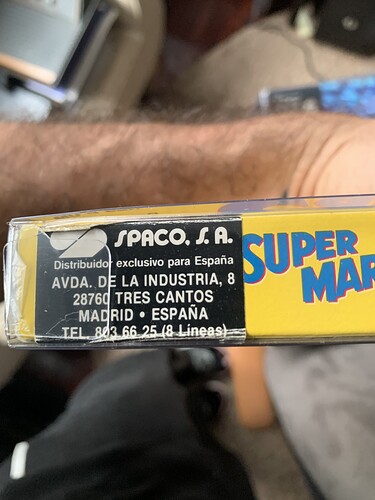 SPACO, S. A.
Distribuidor exclusivo para España
AVDA. DE LA INDUSTRIA, 8
28760 TRES CANTOS
MADRID • ESPAÑA
TEL. 803 66 25 (8 Lineas)
SUPER
MAR